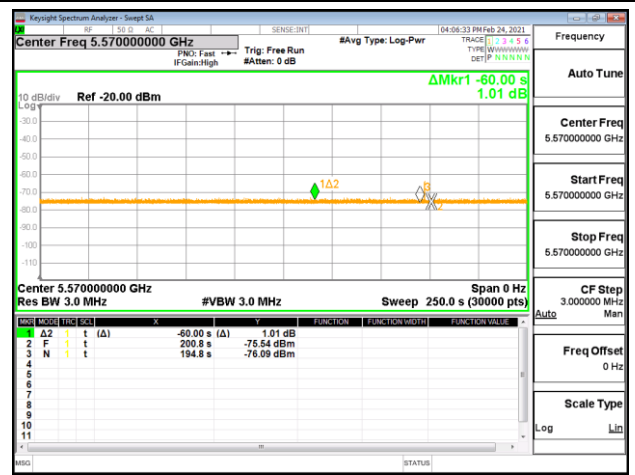 Keysight Spectrum Analyzer - Swept SA
RF 50 Ω AC SENSE:INT 04:06:33 PM Feb 24, 2021
Center Freq 5.570000000 GHz
PNO: Fast
IFGain:High
Trig: Free Run
#Atten: 0 dB
#Avg Type: Log-Pwr
TRACE 1 2 3 4 5 6
TYPE WWWWWW
DET P N N N N N
ΔMkr1 -60.00 s
1.01 dB
10 dB/div Ref -20.00 dBm
Log
-30.0
-40.0
-50.0
-60.0
-70.0
-80.0
-90.0
-100
-110
1Δ2
Center 5.570000000 GHz Span 0 Hz
Res BW 3.0 MHz #VBW 3.0 MHz Sweep 250.0 s (30000 pts)
MKR MODE TRC SCL X Y FUNCTION FUNCTION WIDTH FUNCTION VALUE
1 Δ2 1 t (Δ) -60.00 s (Δ) 1.01 dB
2 F 1 t 200.8 s -75.54 dBm
3 N 1 t 194.8 s -76.09 dBm
4
5
6
7
8
9
10
11
MSG STATUS
Frequency
Auto Tune
Center Freq
5.570000000 GHz
Start Freq
5.570000000 GHz
Stop Freq
5.570000000 GHz
CF Step
3.000000 MHz
Auto Man
Freq Offset
0 Hz
Scale Type
Log Lin